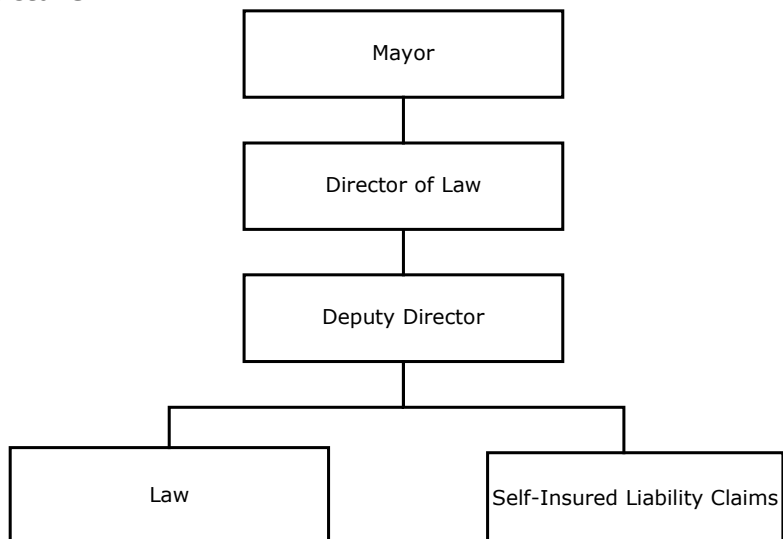 Mayor
Director of Law
Deputy Director
Law
Self-Insured Liability Claims